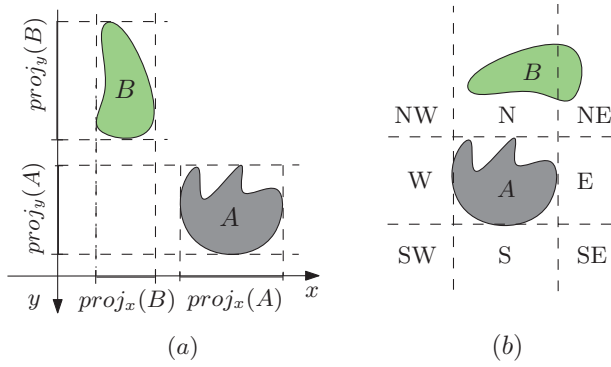 proj_y(B)
B
proj_y(A)
A
y
proj_x(B)
proj_x(A)
x
(a)
B
NW
N
NE
W
A
E
SW
S
SE
(b)